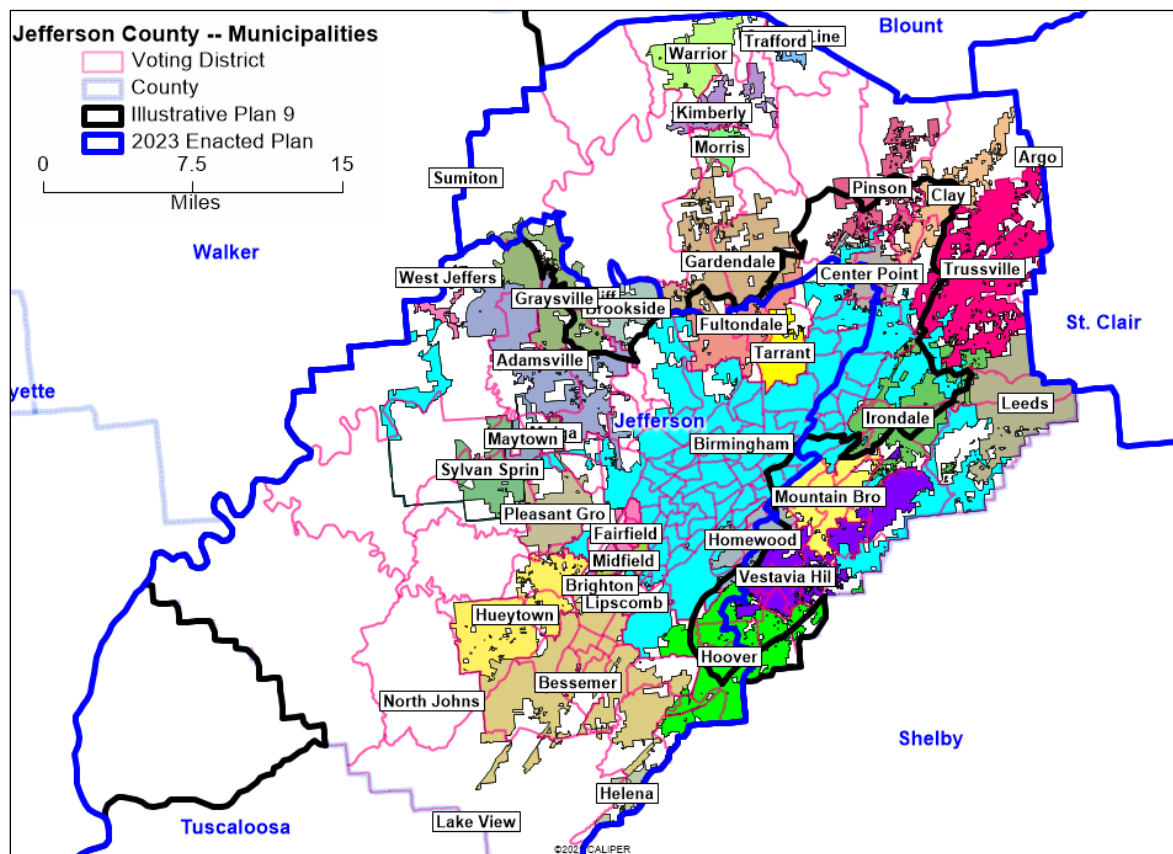 Jefferson County -- Municipalities
Voting District
County
Illustrative Plan 9
2023 Enacted Plan
0 7.5 15
Miles
Blount
Trafford Line
Warrior
Kimberly
Morris
Argo
Sumiton
Pinson
Clay
Walker
Gardendale
Center Point
Trussville
West Jeffers
Graysville
Brookside
Fultondale
St. Clair
Tarrant
Adamsville
yette
Jefferson
Irondale
Leeds
Maytown
Birmingham
Sylvan Sprin
Mountain Bro
Pleasant Gro
Fairfield
Homewood
Midfield
Vestavia Hil
Brighton
Lipscomb
Hueytown
Hoover
Bessemer
North Johns
Shelby
Helena
Lake View
Tuscaloosa
CALIPER